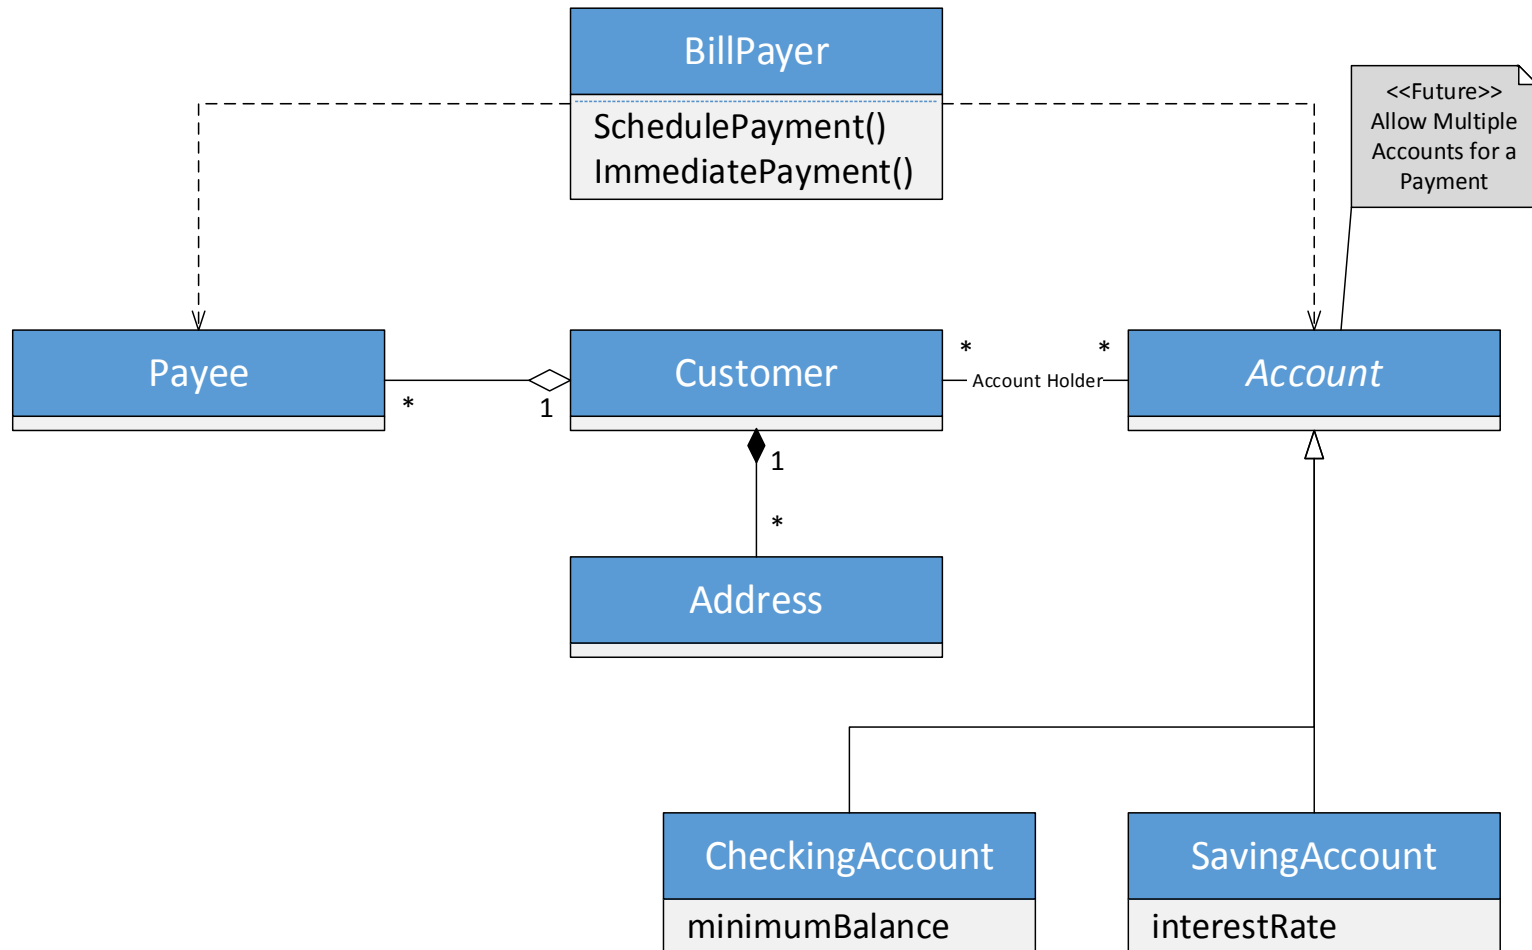 BillPayer
SchedulePayment()
ImmediatePayment()
<<Future>>
Allow Multiple
Accounts for a
Payment
Payee
*
1
Customer
*
*
Account Holder
Account
1
*
Address
CheckingAccount
minimumBalance
SavingAccount
interestRate